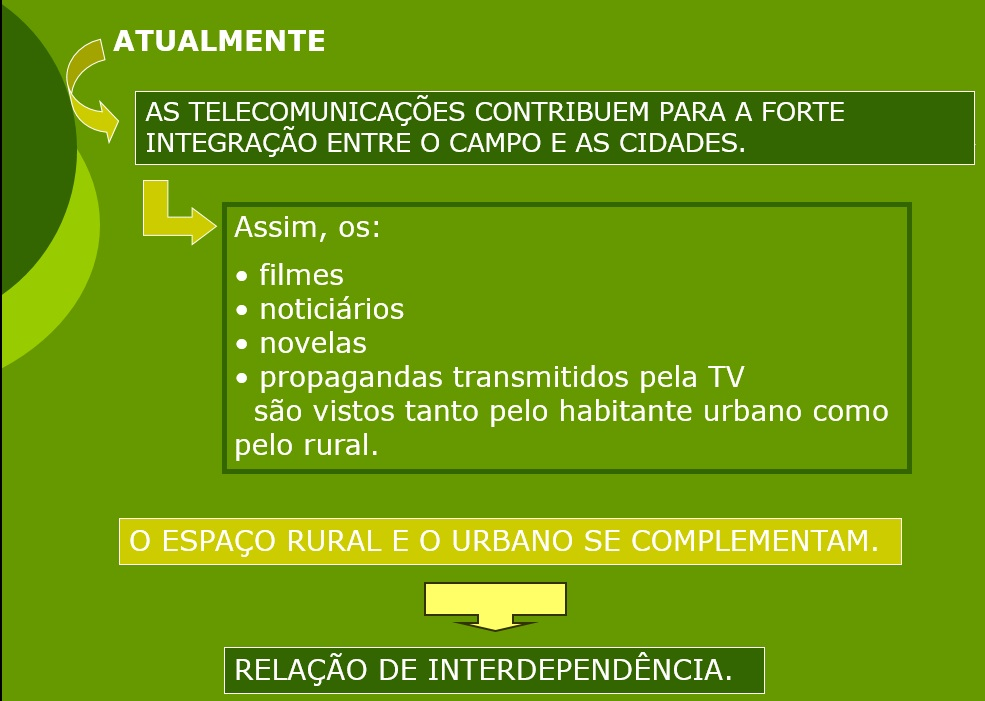 ATUALMENTE
AS TELECOMUNICAÇÕES CONTRIBUEM PARA A FORTE
INTEGRAÇÃO ENTRE O CAMPO E AS CIDADES.
Assim, os:
• filmes
• noticiários
• novelas
• propagandas transmitidos pela TV
são vistos tanto pelo habitante urbano como
pelo rural.
O ESPAÇO RURAL E O URBANO SE COMPLEMENTAM.
RELAÇÃO DE INTERDEPENDÊNCIA.